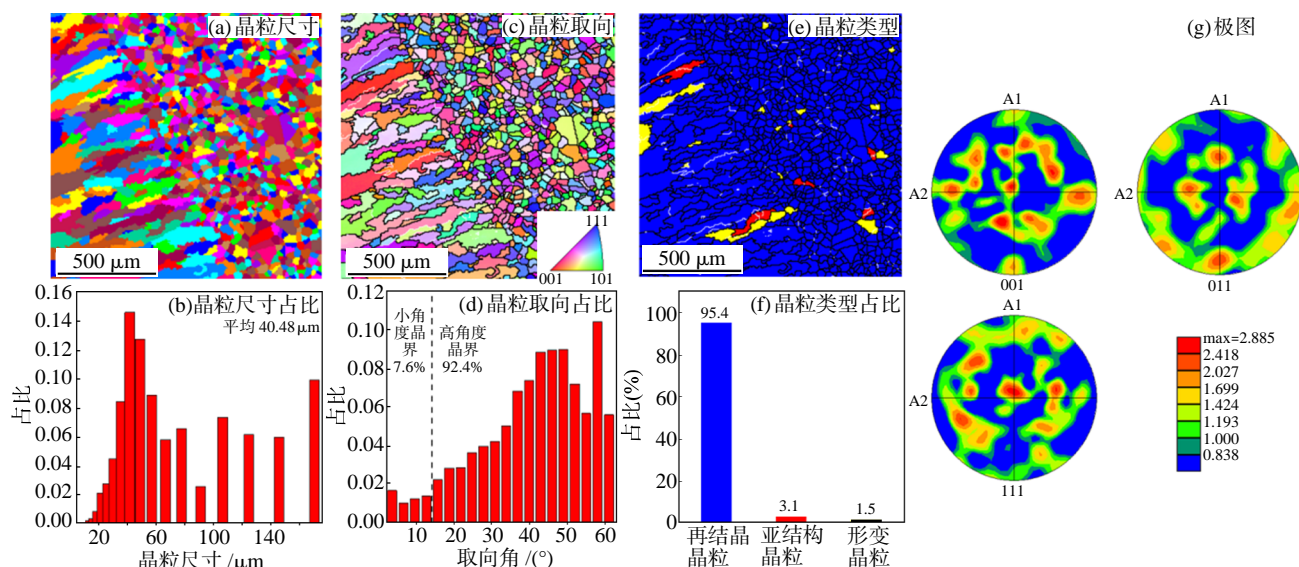 (a)晶粒尺寸
500 μm
(c)晶粒取向
111
001 101
500 μm
(e)晶粒类型
500 μm
(g)极图
A1
A2
001
A1
A2
011
A1
A2
111
max=2.885
2.418
2.027
1.699
1.424
1.193
1.000
0.838
(b)晶粒尺寸占比
平均 40.48 μm
占比
0.16
0.14
0.12
0.10
0.08
0.06
0.04
0.02
0.00
20 60 100 140
晶粒尺寸 /μm
(d)晶粒取向占比
小角
度晶
界
7.6%
高角度
晶界
92.4%
占比
0.12
0.10
0.08
0.06
0.04
0.02
0.00
10 20 30 40 50 60
取向角 /(°)
(f)晶粒类型占比
占比(%)
100
80
60
40
20
0
95.4
3.1
1.5
再结晶
晶粒
亚结构
晶粒
形变
晶粒